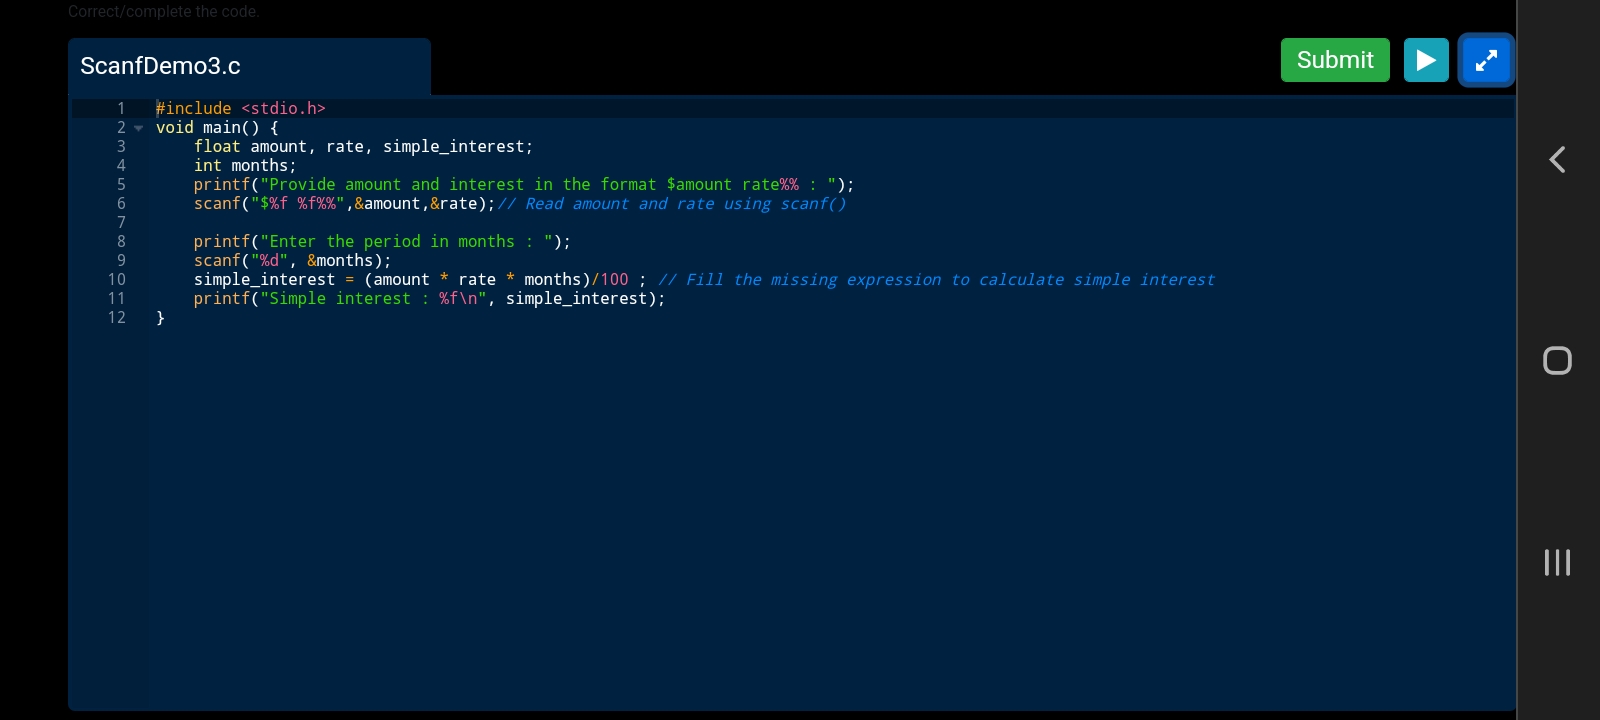 Correct/complete the code.
ScanfDemo3.c
Submit
1 #include <stdio.h>
2 void main() {
3 float amount, rate, simple_interest;
4 int months;
5 printf("Provide amount and interest in the format $amount rate%% : ");
6 scanf("$%f %f%%",&amount,&rate);// Read amount and rate using scanf()
7
8 printf("Enter the period in months : ");
9 scanf("%d", &months);
10 simple_interest = (amount * rate * months)/100 ; // Fill the missing expression to calculate simple interest
11 printf("Simple interest : %f\n", simple_interest);
12 }